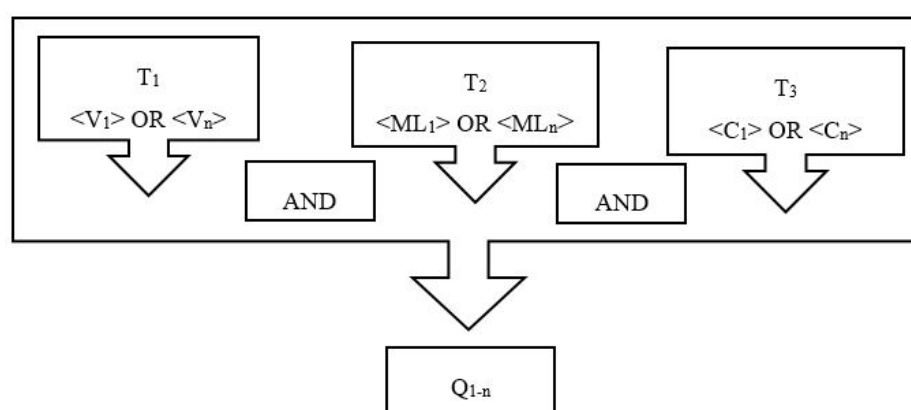 T₁
<V₁> OR <Vₙ>
T₂
<ML₁> OR <MLₙ>
T₃
<C₁> OR <Cₙ>
AND
AND
Q₁₋ₙ